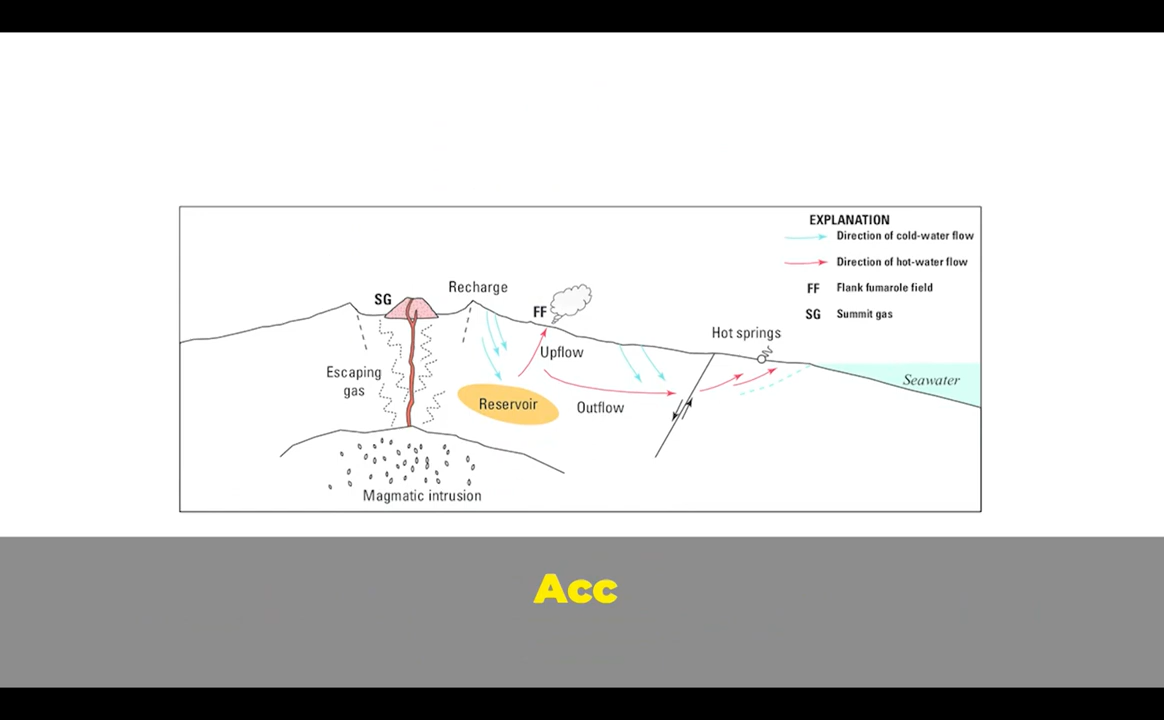 EXPLANATION
Direction of cold-water flow
Direction of hot-water flow
FF Flank fumarole field
SG Summit gas
SG
Recharge
FF
Hot springs
Upflow
Escaping
gas
Seawater
Reservoir
Outflow
Magmatic intrusion
Acc